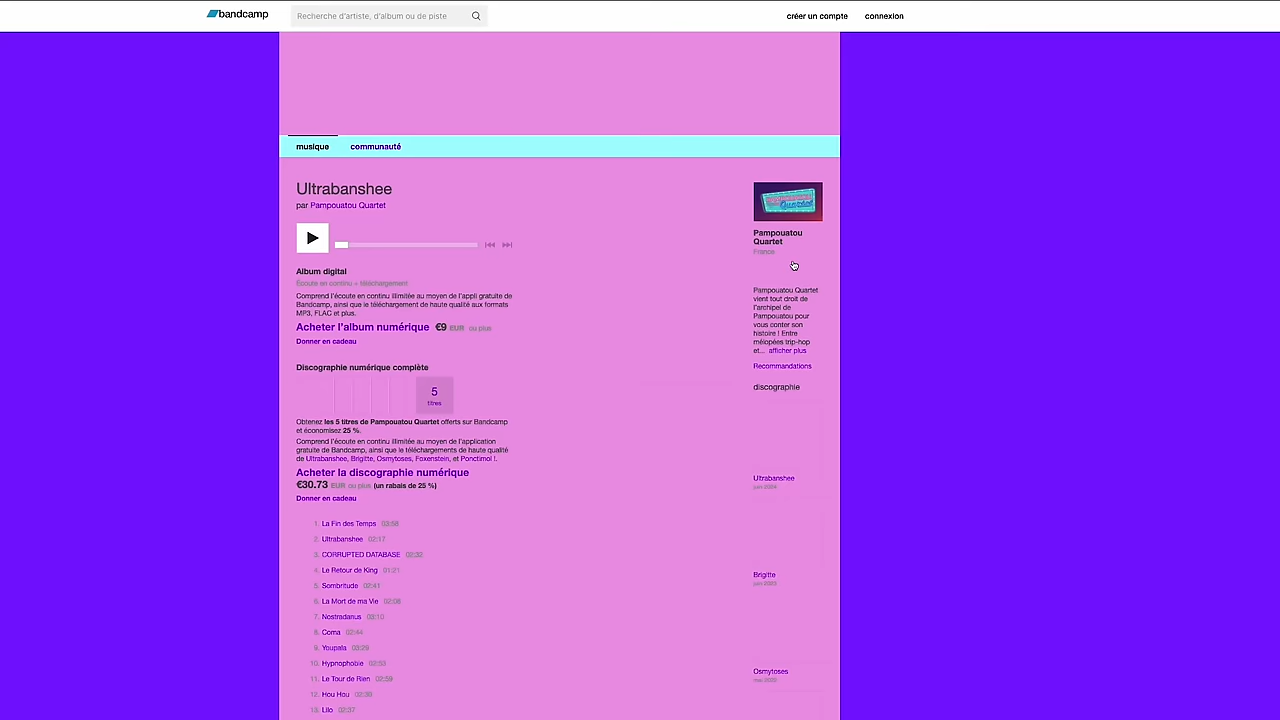 bandcamp
Recherche d'artiste, d'album ou de piste
créer un compte
connexion
musique
communauté
Ultrabanshee
par Pampouatou Quartet
Album digital
Écoute en continu + téléchargement
Comprend l'écoute en continu illimitée au moyen de l'appli gratuite de
Bandcamp, ainsi que le téléchargement de haute qualité aux formats
MP3, FLAC et plus.
Acheter l'album numérique €9 EUR ou plus
Donner en cadeau
Discographie numérique complète
5
titres
Obtenez les 5 titres de Pampouatou Quartet offerts sur Bandcamp
et économisez 25 %.
Comprend l'écoute en continu illimitée au moyen de l'application
gratuite de Bandcamp, ainsi que le téléchargements de haute qualité
de Ultrabanshee, Brigitte, Osmytoses, Foxenstein, et Ponctimol !.
Acheter la discographie numérique
€30.73 EUR ou plus (un rabais de 25 %)
Donner en cadeau
1. La Fin des Temps 03:58
2. Ultrabanshee 02:17
3. CORRUPTED DATABASE 02:32
4. Le Retour de King 01:21
5. Sombritude 02:41
6. La Mort de ma Vie 02:08
7. Nostradanus 03:10
8. Coma 02:44
9. Youpala 03:29
10. Hypnophobie 02:53
11. Le Tour de Rien 02:59
12. Hou Hou 02:39
13. Lilo 02:37
Pampouatou
Quartet
France
Pampouatou Quartet
vient tout droit de
l'archipel de
Pampouatou pour
vous conter son
histoire ! Entre
mélopées trip-hop
et... afficher plus
Recommandations
discographie
Ultrabanshee
juin 2024
Brigitte
juin 2023
Osmytoses
mai 2020